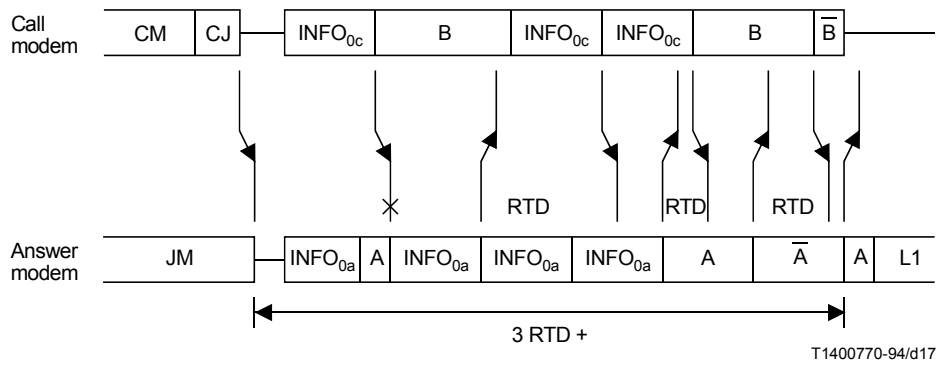 Call modem
CM CJ INFO0c B INFO0c INFO0c B B̅
RTD RTD RTD
Answer modem
JM INFO0a A INFO0a INFO0a INFO0a A A̅ A L1
3 RTD +
T1400770-94/d17